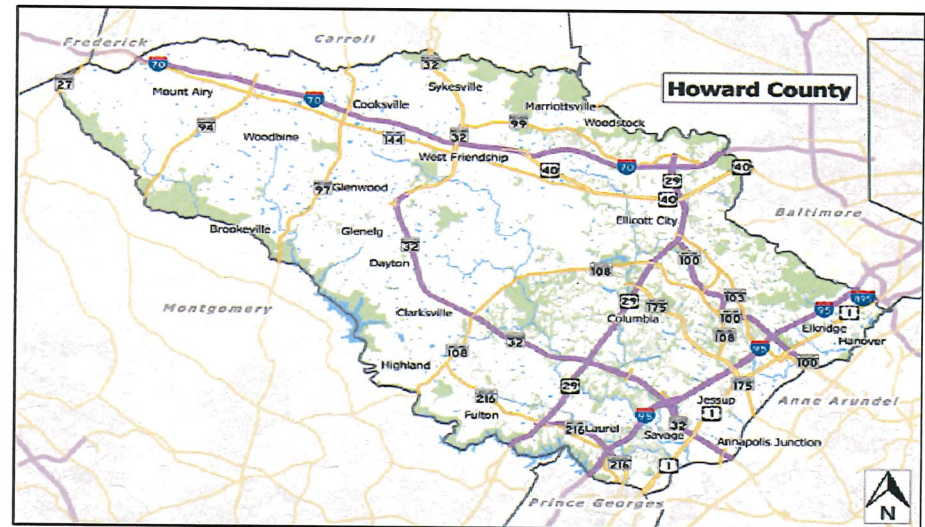 Frederick
Carroll
Howard County
27
70
32
Mount Airy
Sykesville
70
Cooksville
Marriottsville
94
Woodbine
144
32
99
Woodstock
West Friendship
40
70
29
40
97
Glenwood
40
Ellicott City
Baltimore
Brookeville
Glenelg
32
Dayton
108
100
Montgomery
29
175
103
95
895
Columbia
100
1
Clarksville
108
Elkridge
32
95
Hanover
108
100
Highland
175
29
216
Jessup
Anne Arundel
Fulton
95
1
216
Laurel
32
Savage
Annapolis Junction
216
1
Prince Georges
N